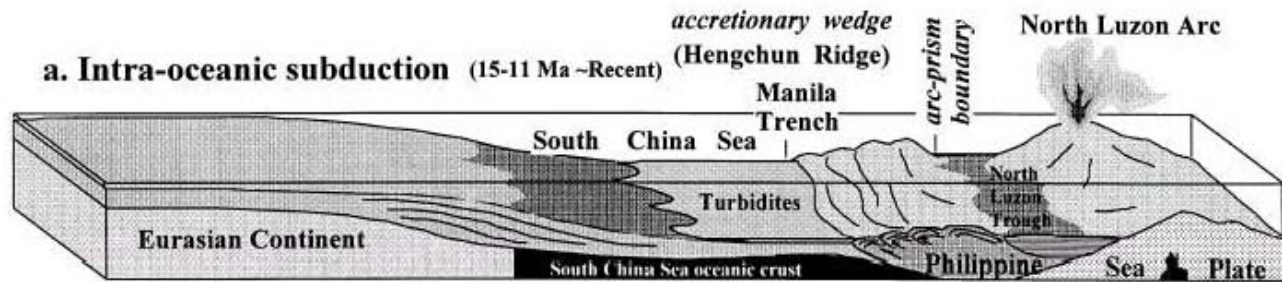 a. Intra-oceanic subduction (15-11 Ma ~Recent)
accretionary wedge
(Hengchun Ridge)
arc-prism
boundary
North Luzon Arc
Manila
Trench
South China Sea
Turbidites
North
Luzon
Trough
Eurasian Continent
South China Sea oceanic crust
Philippine Sea Plate